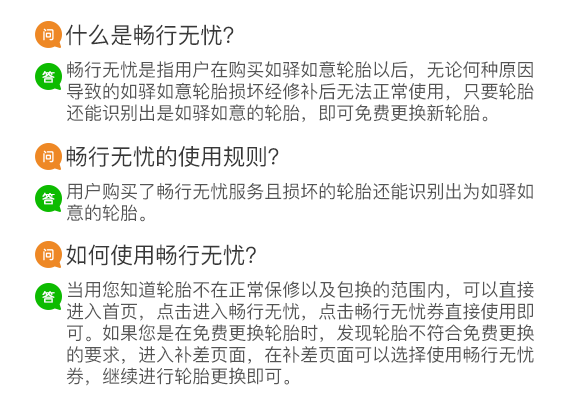 问 什么是畅行无忧?
答 畅行无忧是指用户在购买如驿如意轮胎以后，无论何种原因
导致的如驿如意轮胎损坏经修补后无法正常使用，只要轮胎
还能识别出是如驿如意的轮胎，即可免费更换新轮胎。
问 畅行无忧的使用规则?
答 用户购买了畅行无忧服务且损坏的轮胎还能识别出为如驿如
意的轮胎。
问 如何使用畅行无忧?
答 当用您知道轮胎不在正常保修以及包换的范围内，可以直接
进入首页，点击进入畅行无忧，点击畅行无忧券直接使用即
可。如果您是在免费更换轮胎时，发现轮胎不符合免费更换
的要求，进入补差页面，在补差页面可以选择使用畅行无忧
券，继续进行轮胎更换即可。